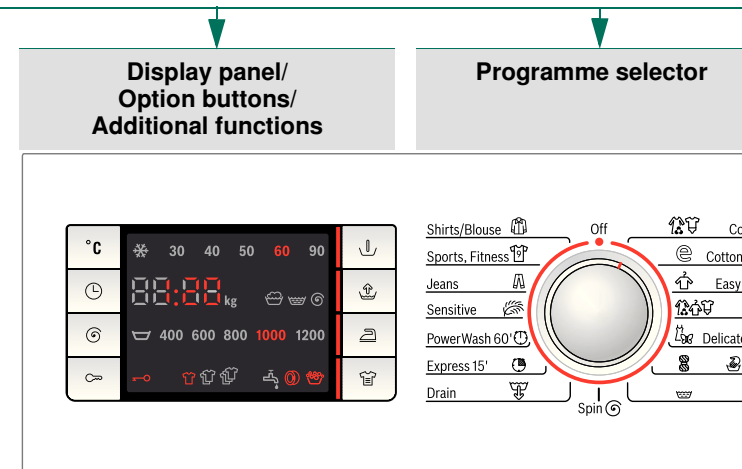 Display panel/
Option buttons/
Additional functions
Programme selector
°C
30 40 50 60 90
88:88 kg
400 600 800 1000 1200
Off
Shirts/Blouse
Sports, Fitness
Jeans
Sensitive
PowerWash 60'
Express 15'
Drain
Spin
Co
Cotton
Easy
Delicate